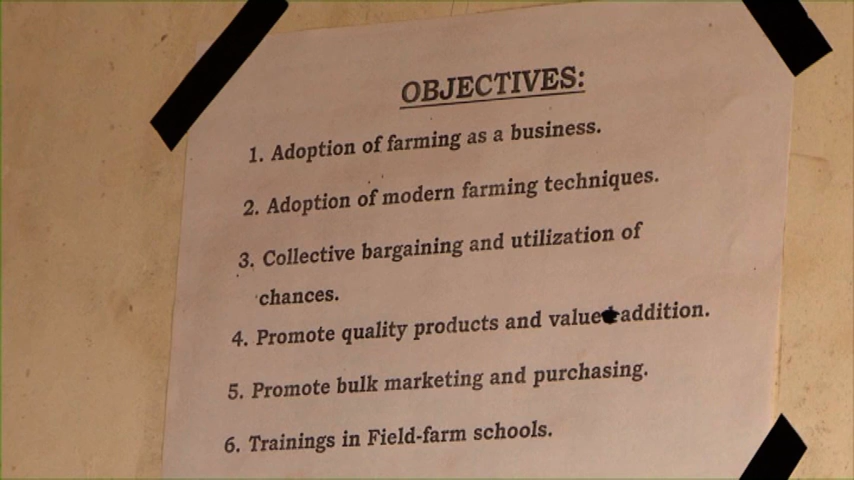 OBJECTIVES:
1. Adoption of farming as a business.
2. Adoption of modern farming techniques.
3. Collective bargaining and utilization of
chances.
4. Promote quality products and value addition.
5. Promote bulk marketing and purchasing.
6. Trainings in Field-farm schools.